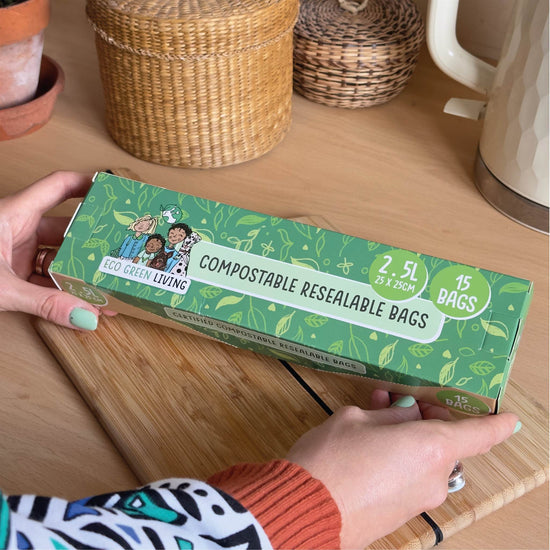 ECO GREEN LIVING
COMPOSTABLE RESEALABLE BAGS
2.5L
25 X 25CM
15
BAGS
CERTIFIED COMPOSTABLE RESEALABLE BAGS
15
BAGS